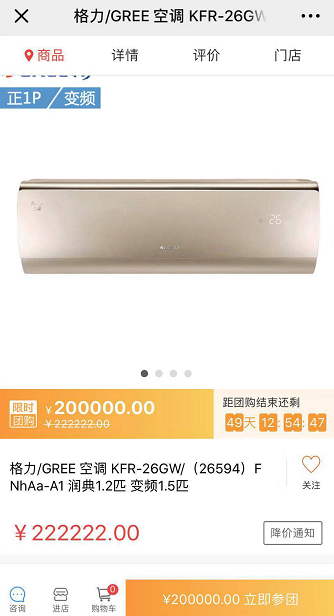 格力/GREE 空调 KFR-26GW
商品 详情 评价 门店
正1P 变频
26
限时团购 ¥200000.00 距团购结束还剩
¥222222.00 49天 12:54:47
格力/GREE 空调 KFR-26GW/（26594）F
NhAa-A1 润典1.2匹 变频1.5匹
关注
¥222222.00 降价通知
0
咨询 进店 购物车 ¥200000.00 立即参团